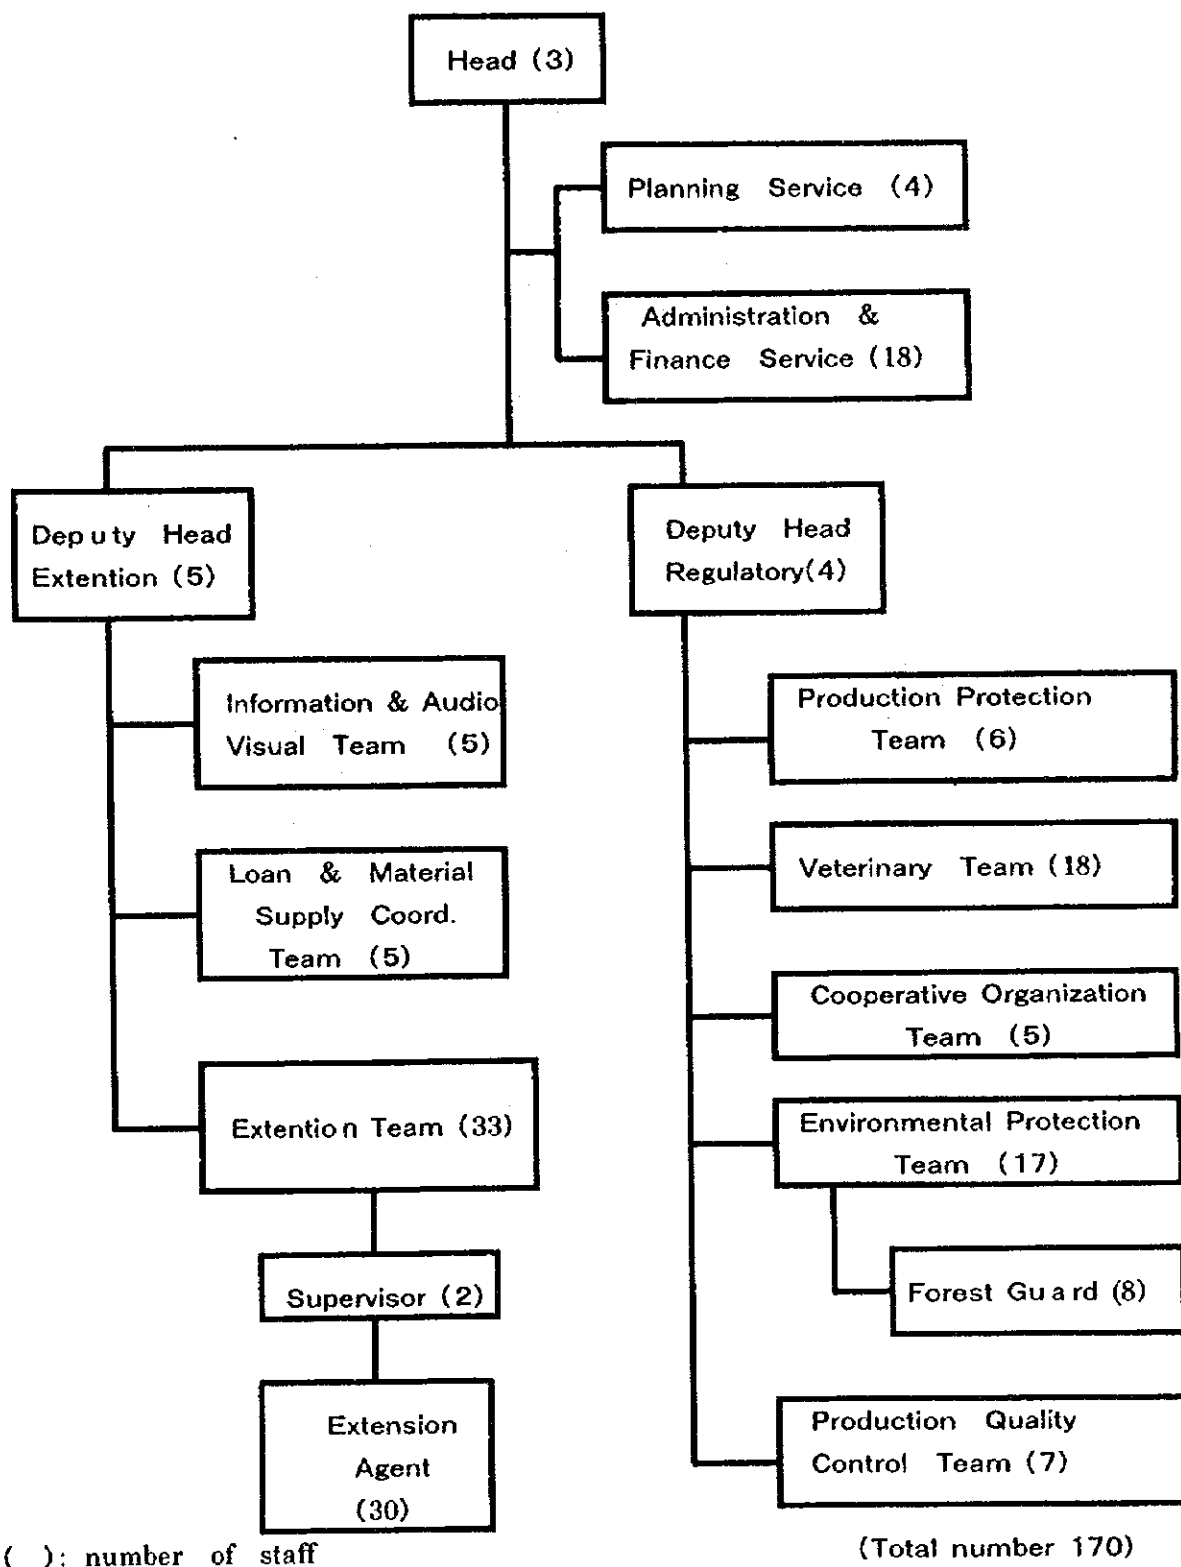 Head (3)
Planning Service (4)
Administration &
Finance Service (18)
Deputy Head
Extention (5)
Deputy Head
Regulatory(4)
Information & Audio
Visual Team (5)
Loan & Material
Supply Coord.
Team (5)
Extention Team (33)
Supervisor (2)
Extension
Agent
(30)
Production Protection
Team (6)
Veterinary Team (18)
Cooperative Organization
Team (5)
Environmental Protection
Team (17)
Forest Guard (8)
Production Quality
Control Team (7)
( ): number of staff
(Total number 170)